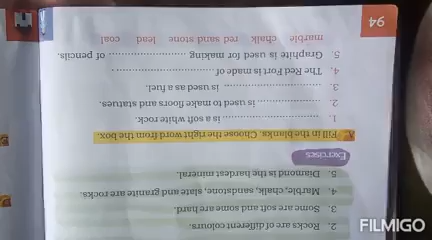 2. Rocks are of different colours.
3. Some are soft and some are hard.
4. Marble, chalk, sandstone, slate and granite are rocks.
5. Diamond is the hardest mineral.
Exercises
A Fill in the blanks. Choose the right word from the box.
1. .............................. is a soft white rock.
2. .............................. is used to make floors and statues.
3. .............................. is used as a fuel.
4. The Red Fort is made of ..............................
5. Graphite is used for making .............................. of pencils.
marble chalk red sand stone lead coal
94
FILMIGO